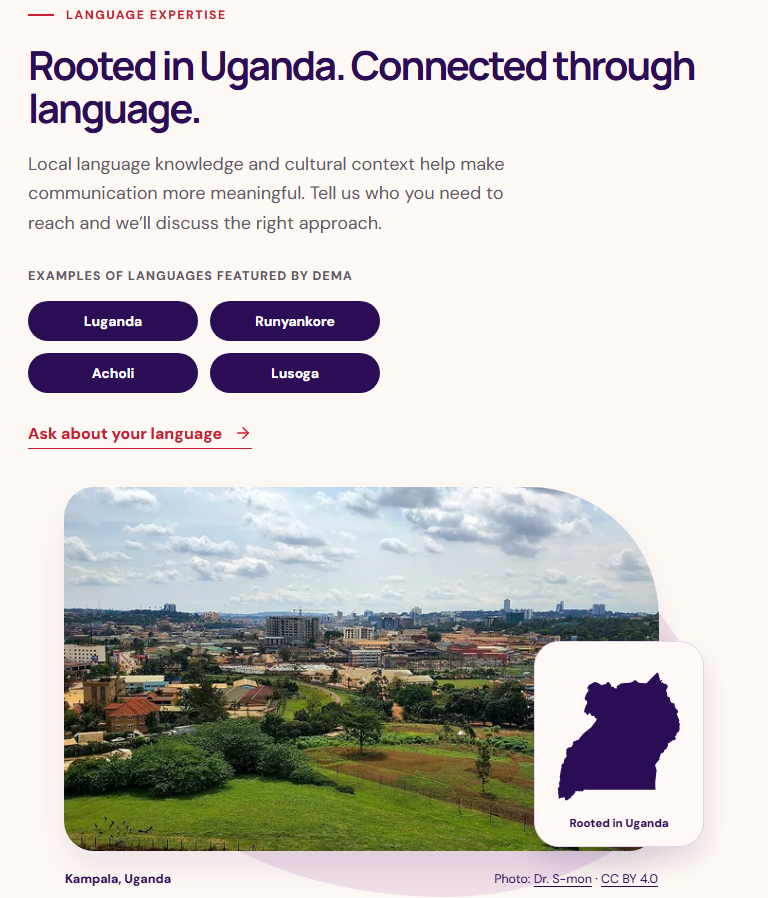 LANGUAGE EXPERTISE
Rooted in Uganda. Connected through
language.
Local language knowledge and cultural context help make
communication more meaningful. Tell us who you need to
reach and we’ll discuss the right approach.
EXAMPLES OF LANGUAGES FEATURED BY DEMA
Luganda
Runyankore
Acholi
Lusoga
Ask about your language →
Rooted in Uganda
Kampala, Uganda
Photo: Dr. S-mon · CC BY 4.0